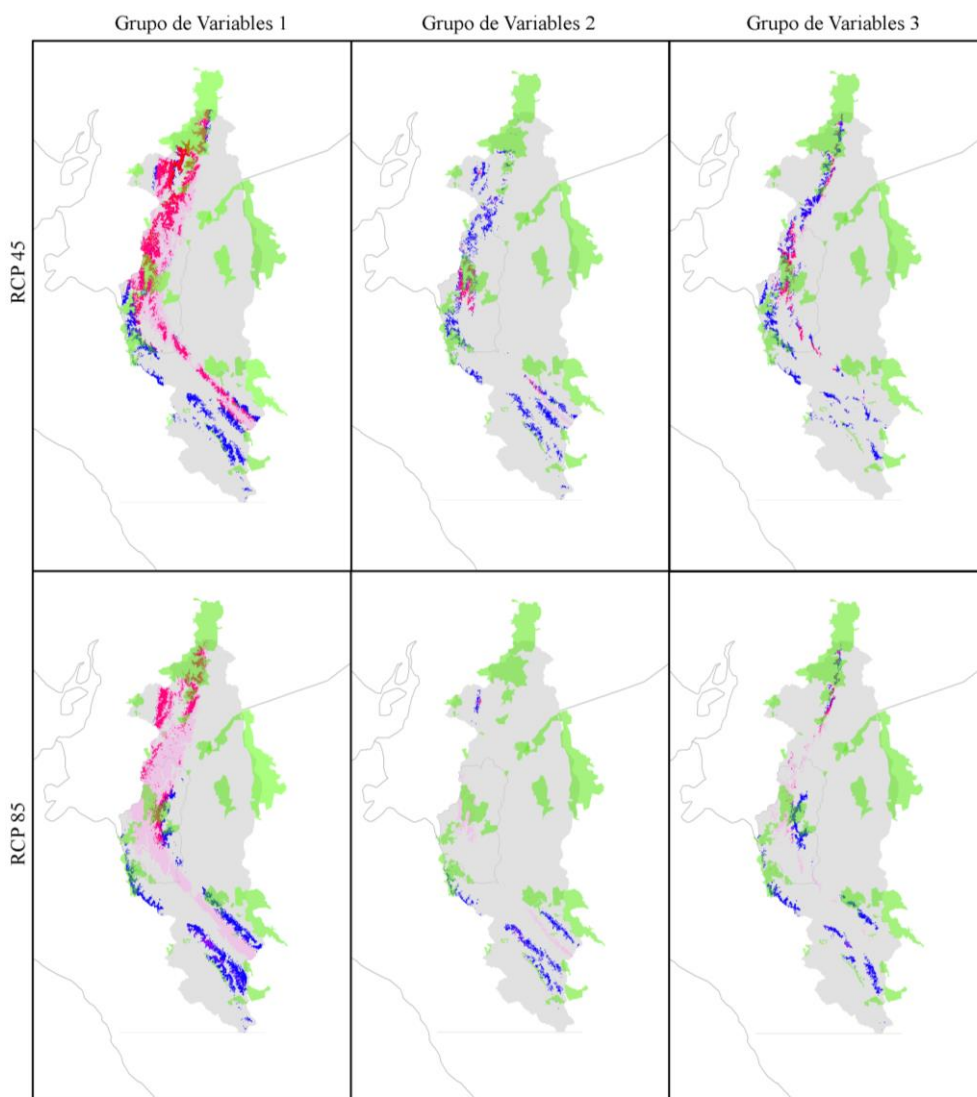 Grupo de Variables 1
Grupo de Variables 2
Grupo de Variables 3
RCP 45
RCP 85